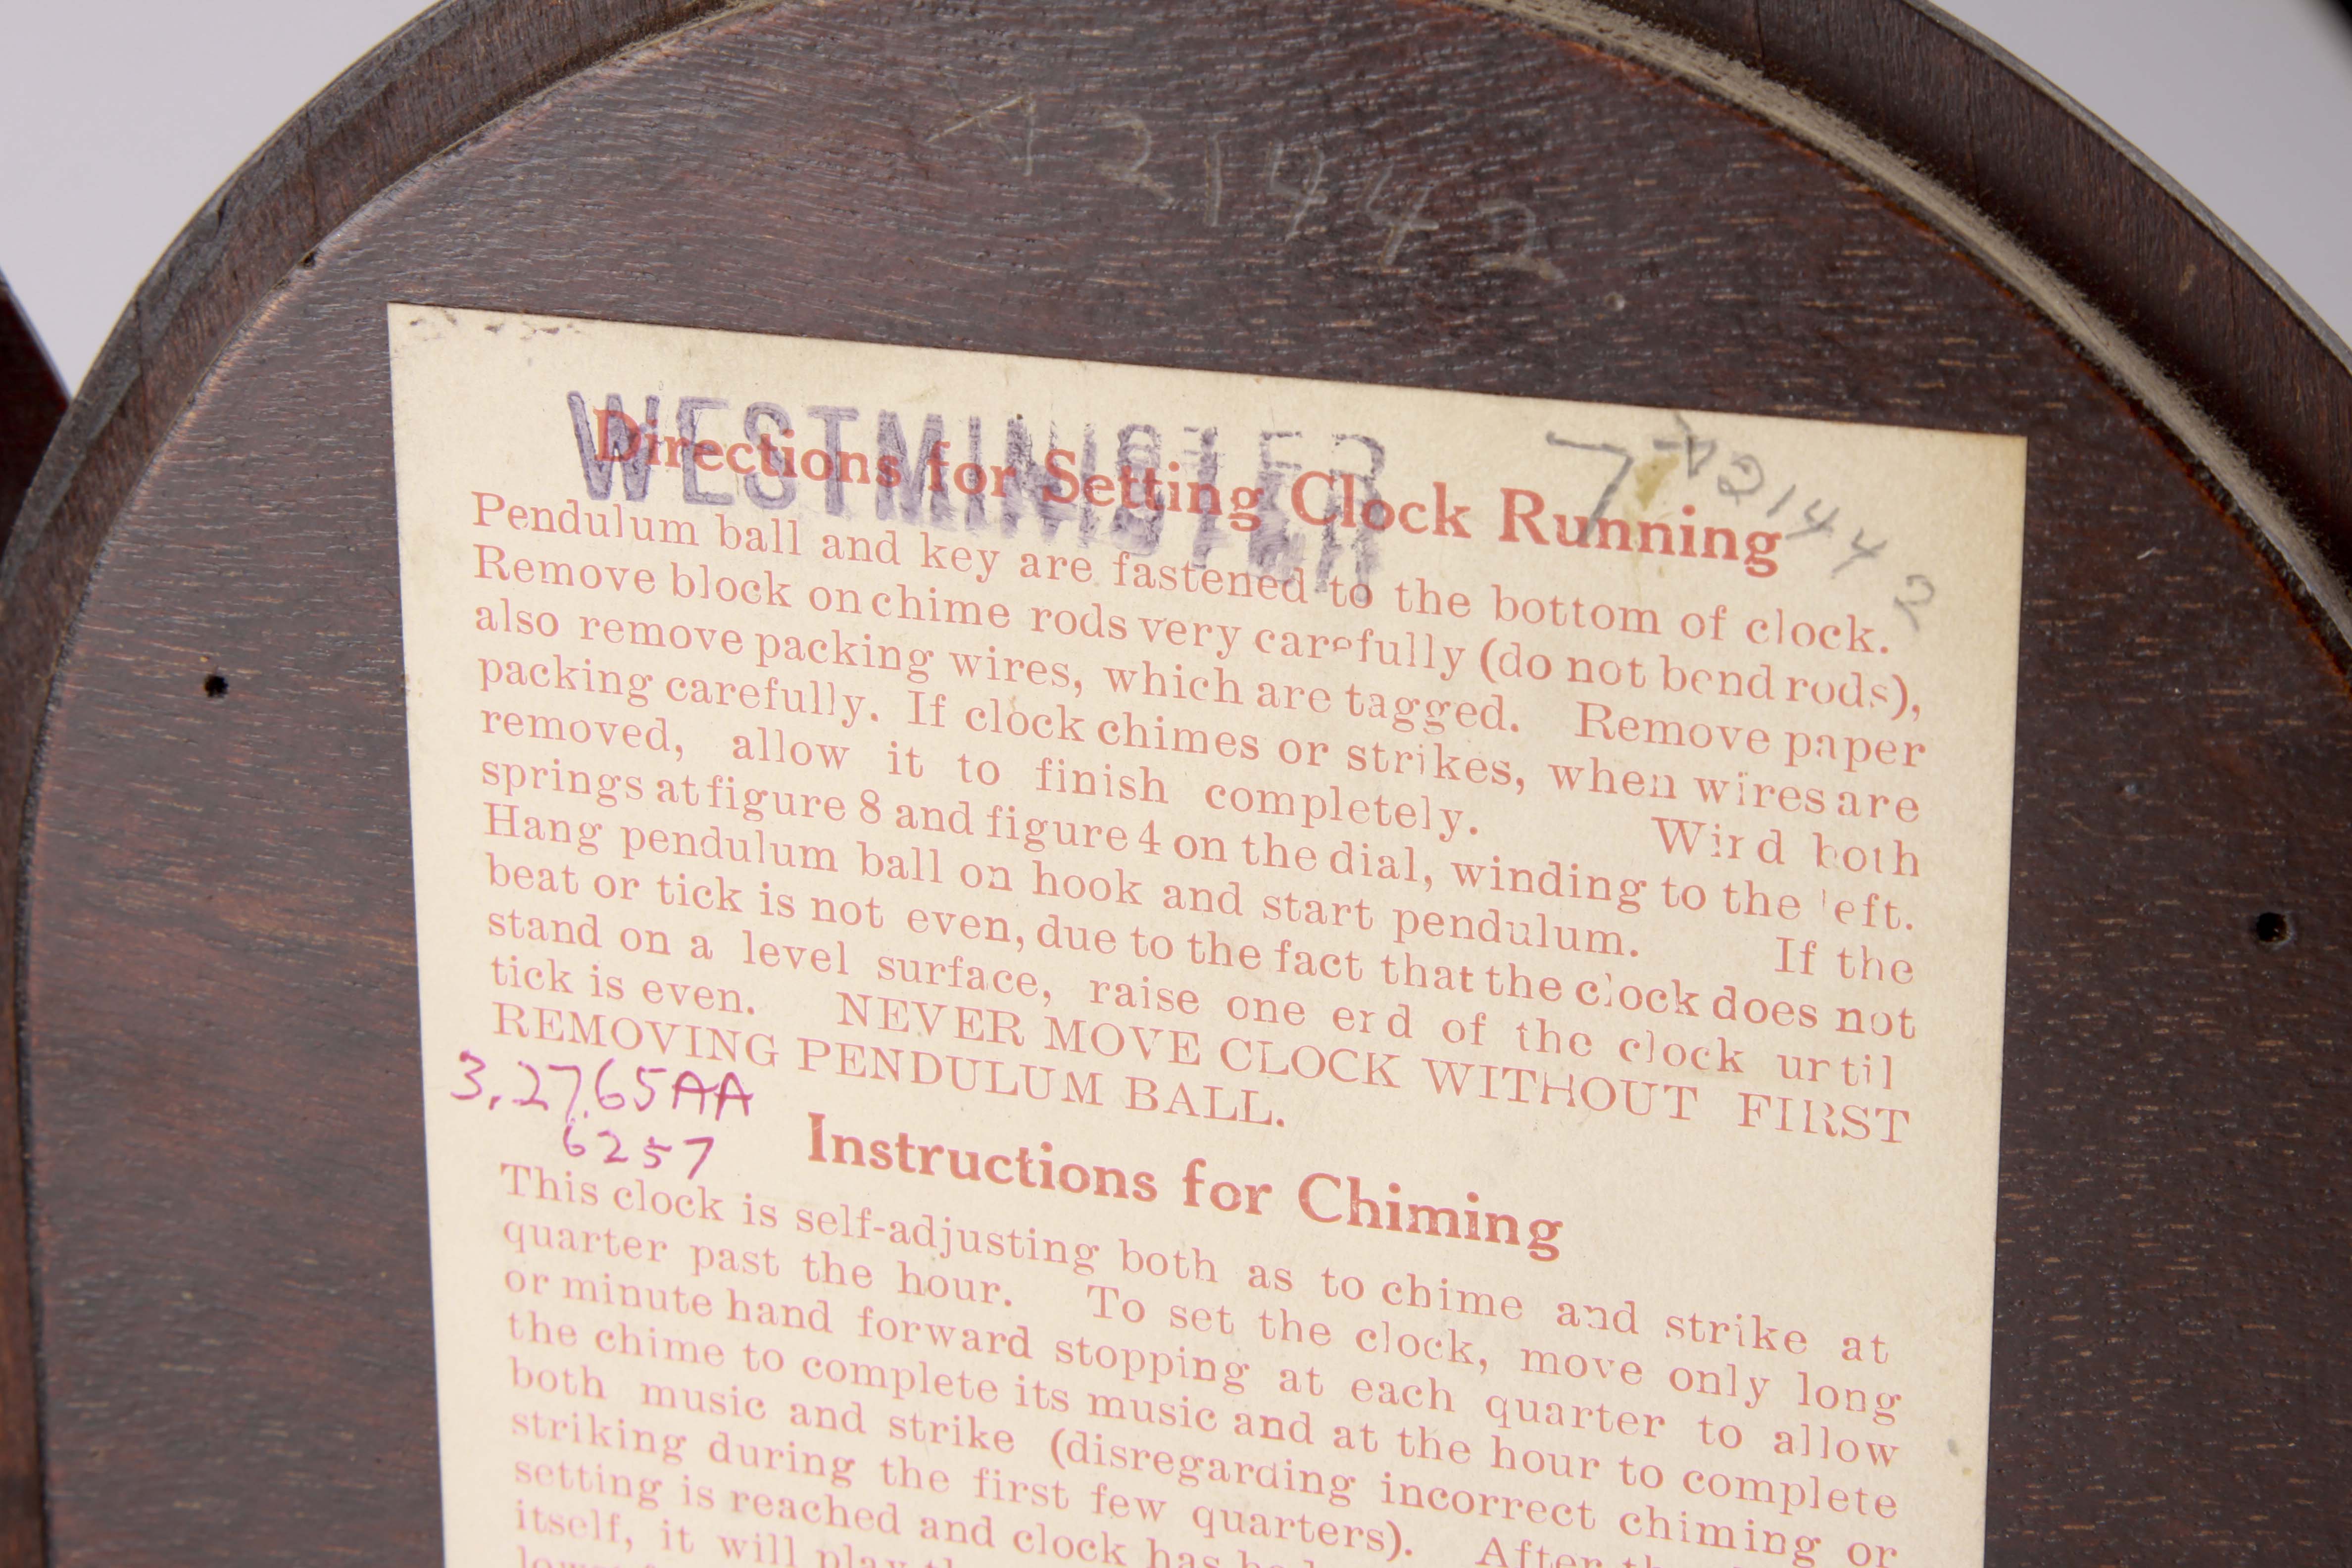 21442
WESTMINISTER
Directions for Setting Clock Running
7
21442
Pendulum ball and key are fastened to the bottom of clock.
Remove block on chime rods very carefully (do not bend rods),
also remove packing wires, which are tagged. Remove paper
packing carefully. If clock chimes or strikes, when wires are
removed, allow it to finish completely. Wird both
springs at figure 8 and figure 4 on the dial, winding to the left.
Hang pendulum ball on hook and start pendulum. If the
beat or tick is not even, due to the fact that the clock does not
stand on a level surface, raise one erd of the clock urtil
tick is even. NEVER MOVE CLOCK WITHOUT FIRST
REMOVING PENDULUM BALL.
3.27.65AA
6257
Instructions for Chiming
This clock is self-adjusting both as to chime and strike at
quarter past the hour. To set the clock, move only long
or minute hand forward stopping at each quarter to allow
the chime to complete its music and at the hour to complete
both music and strike (disregarding incorrect chiming or
striking during the first few quarters). After
setting is reached and clock has
itself, it will play